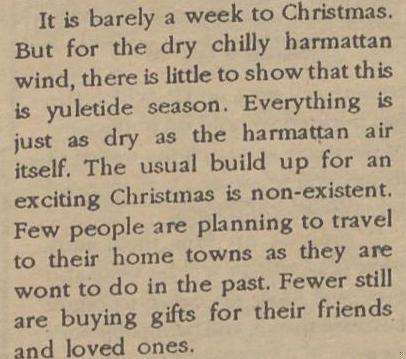 It is barely a week to Christmas.
But for the dry chilly harmattan
wind, there is little to show that this
is yuletide season. Everything is
just as dry as the harmattan air
itself. The usual build up for an
exciting Christmas is non-existent.
Few people are planning to travel
to their home towns as they are
wont to do in the past. Fewer still
are buying gifts for their friends
and loved ones.